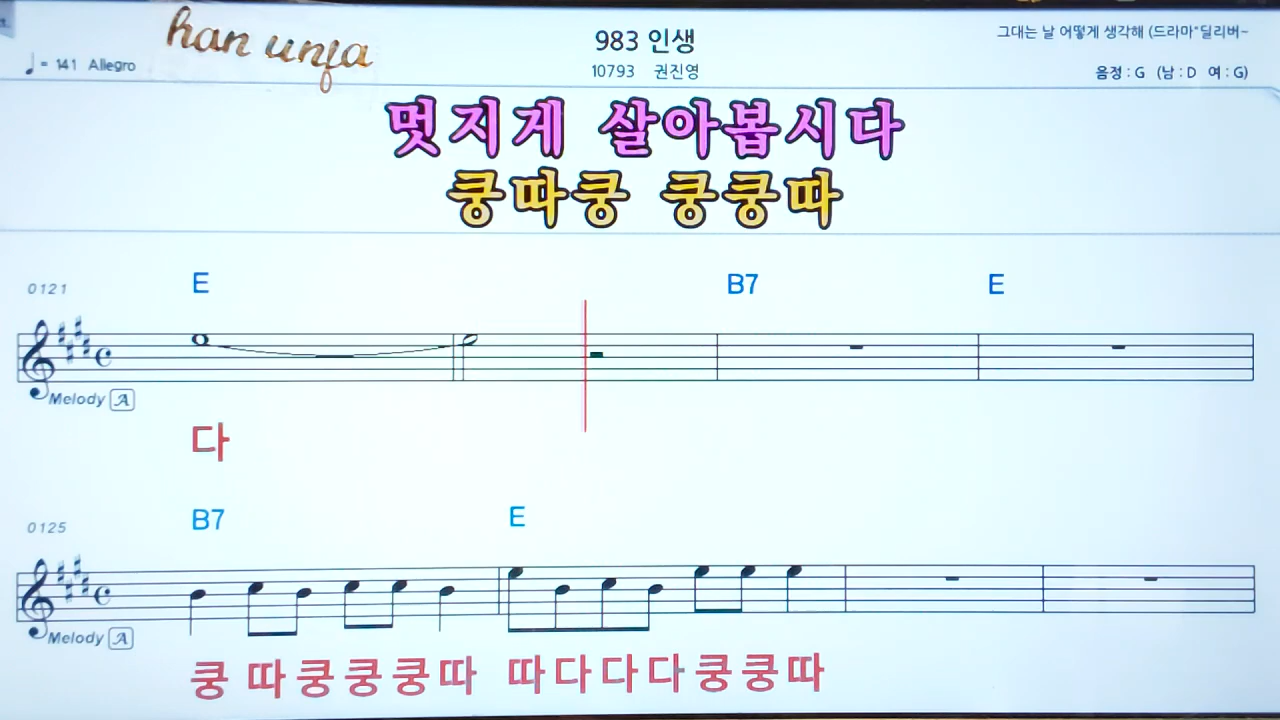 han unja
983 인생
그대는 날 어떻게 생각해 (드라마"딜리버~
♩= 141 Allegro
10793 권진영
음정 : G (남 : D 여 : G)
멋지게 살아봅시다
쿵따쿵 쿵쿵따
0121
E B7 E
Melody A
다
0125
B7 E
Melody A
쿵 따쿵쿵쿵따 따다다다쿵쿵따